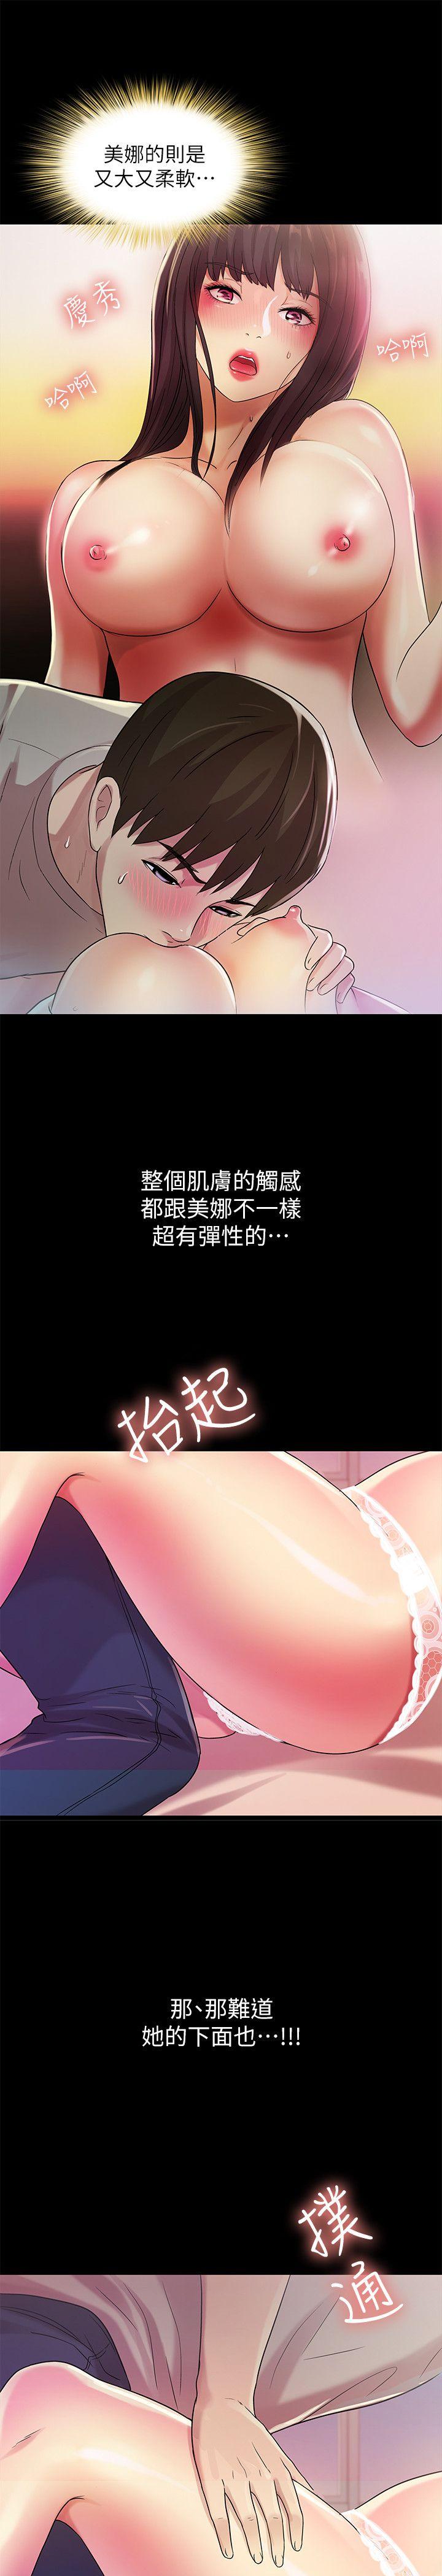 美娜的則是
又大又柔軟⋯
慶秀
哈啊
哈啊
整個肌膚的觸感
都跟美娜不一樣
超有彈性的⋯
抬起
那、那難道
她的下面也⋯!!!
撲
通